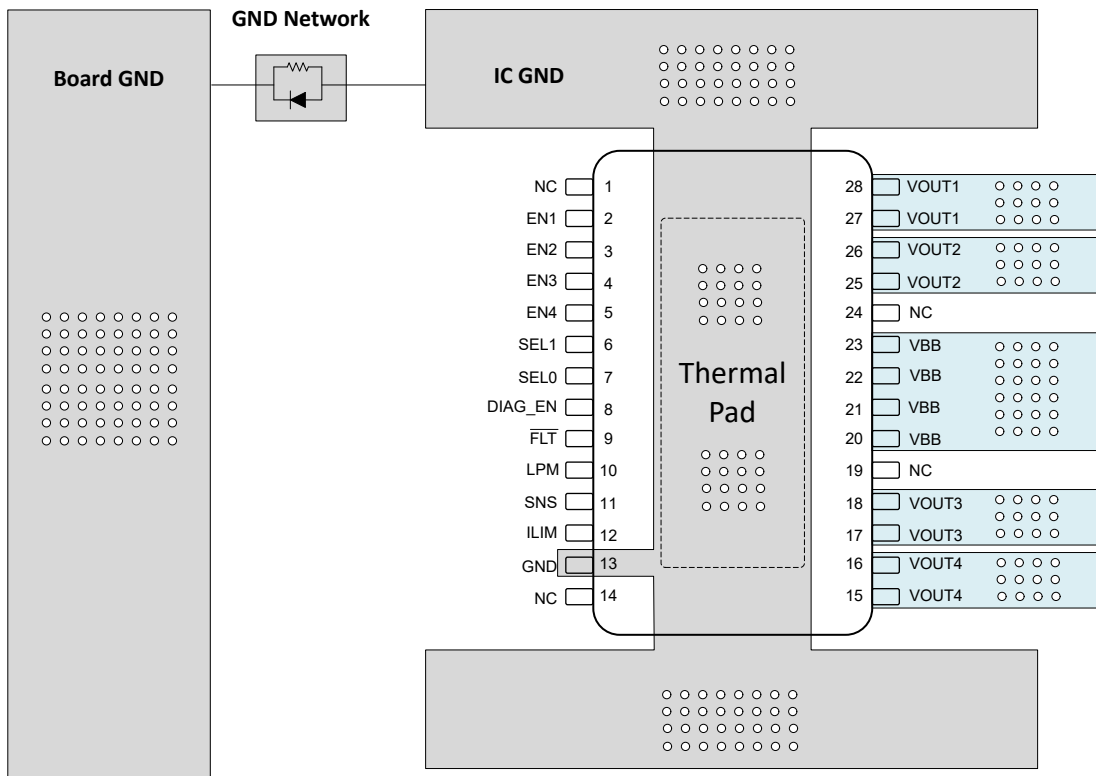 GND Network
Board GND
IC GND
NC 1
EN1 2
EN2 3
EN3 4
EN4 5
SEL1 6
SEL0 7
DIAG_EN 8
FLT 9
LPM 10
SNS 11
ILIM 12
GND 13
NC 14
Thermal
Pad
28 VOUT1
27 VOUT1
26 VOUT2
25 VOUT2
24 NC
23 VBB
22 VBB
21 VBB
20 VBB
19 NC
18 VOUT3
17 VOUT3
16 VOUT4
15 VOUT4